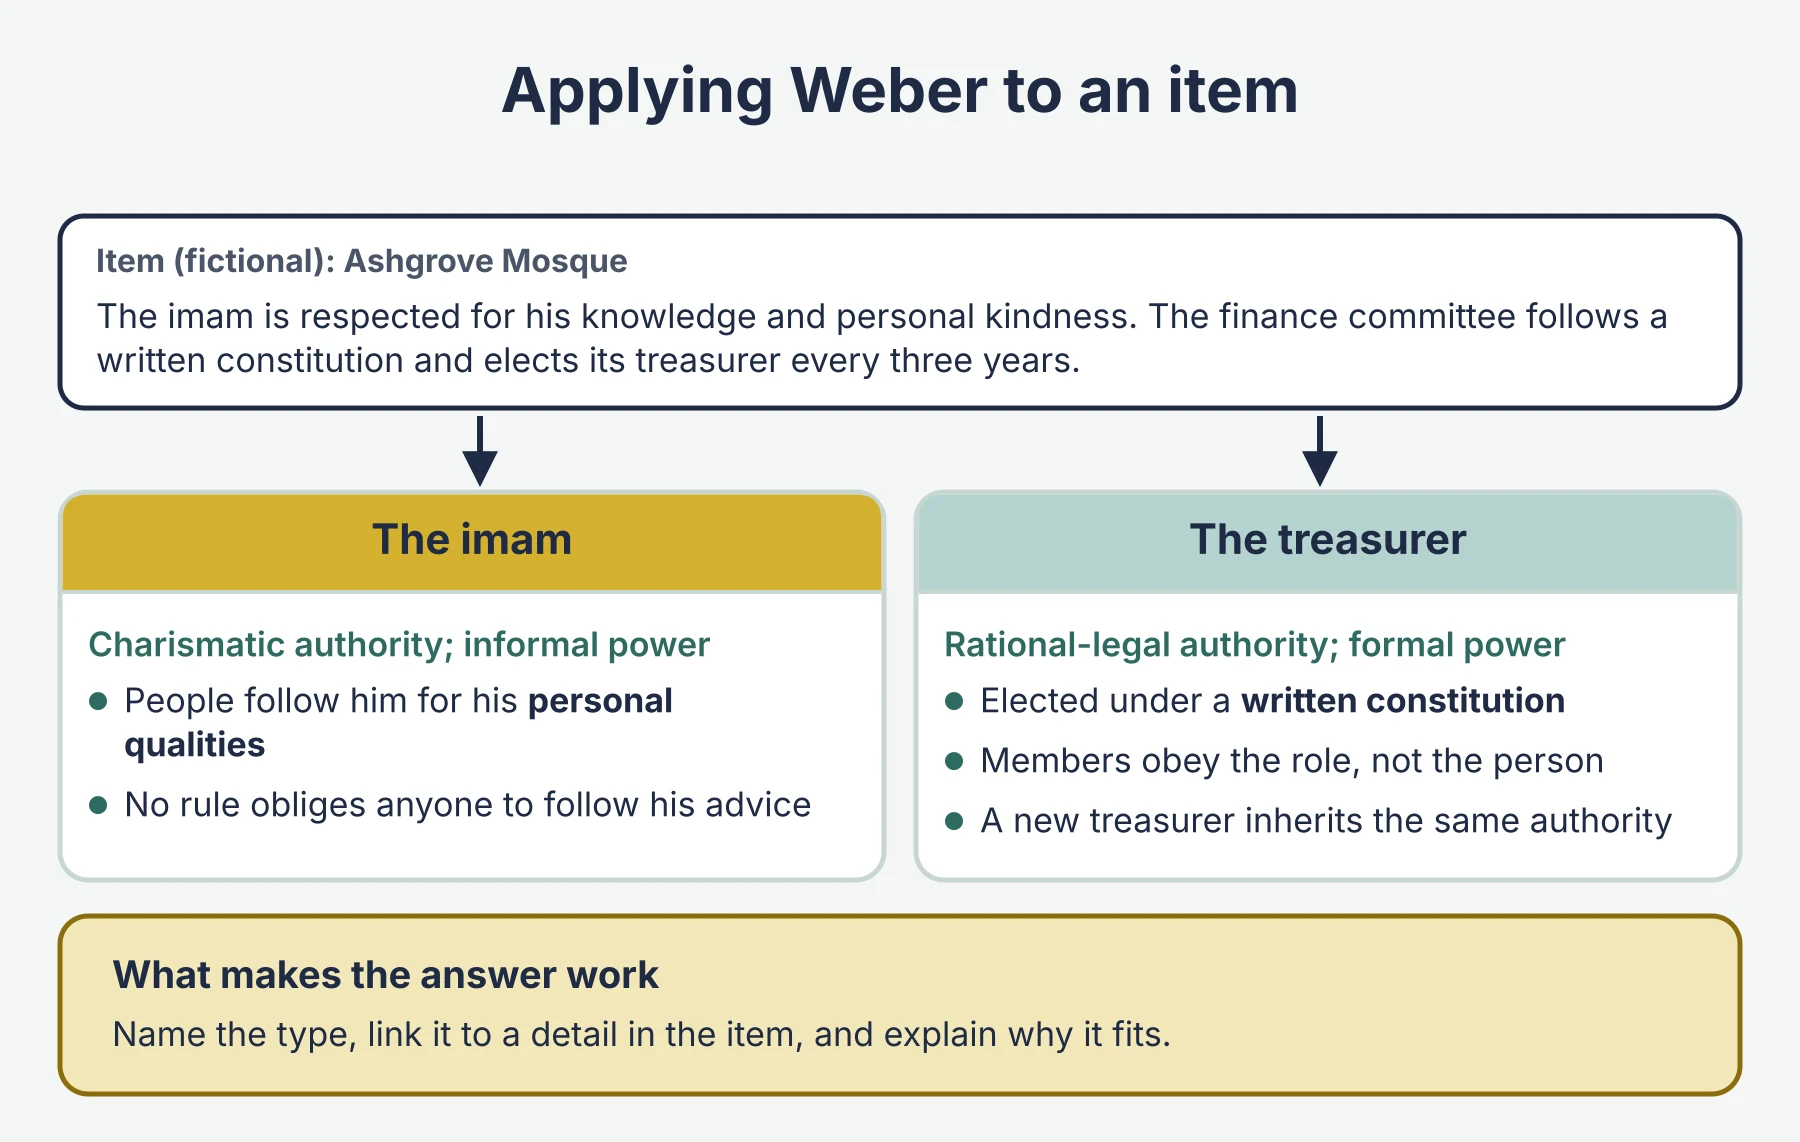 Applying Weber to an item
Item (fictional): Ashgrove Mosque
The imam is respected for his knowledge and personal kindness. The finance committee follows a
written constitution and elects its treasurer every three years.
The imam
Charismatic authority; informal power
People follow him for his personal
qualities
No rule obliges anyone to follow his advice
The treasurer
Rational-legal authority; formal power
Elected under a written constitution
Members obey the role, not the person
A new treasurer inherits the same authority
What makes the answer work
Name the type, link it to a detail in the item, and explain why it fits.